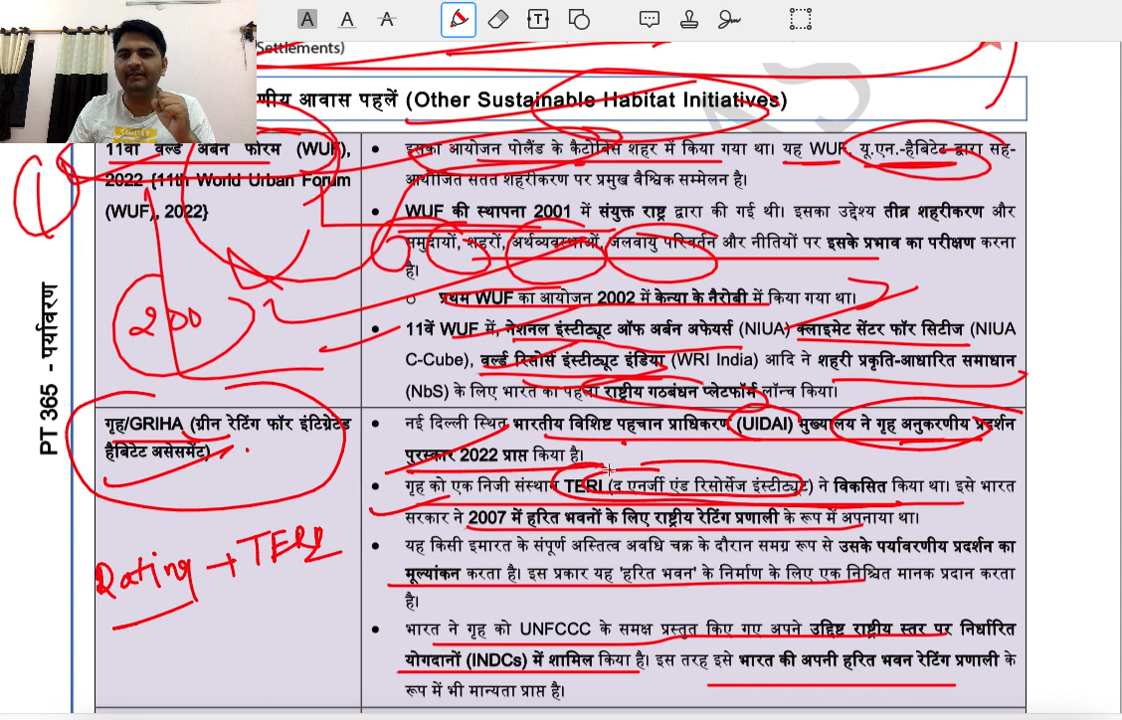 Settlements)
णीय आवास पहलें (Other Sustainable Habitat Initiatives)
11वां वर्ल्ड अर्बन फोरम (WUF),
2022 {11th World Urban Forum
(WUF), 2022}
इसका आयोजन पोलैंड के कैटोविस शहर में किया गया था। यह WUF, यू.एन.-हैबिटेट द्वारा सह-
आयोजित सतत शहरीकरण पर प्रमुख वैश्विक सम्मेलन है।
WUF की स्थापना 2001 में संयुक्त राष्ट्र द्वारा की गई थी। इसका उद्देश्य तीव्र शहरीकरण और
समुदायों, शहरों, अर्थव्यवस्थाओं, जलवायु परिवर्तन और नीतियों पर इसके प्रभाव का परीक्षण करना
है।
प्रथम WUF का आयोजन 2002 में केन्या के नैरोबी में किया गया था।
11वें WUF में, नेशनल इंस्टीट्यूट ऑफ अर्बन अफेयर्स (NIUA) क्लाइमेट सेंटर फॉर सिटीज (NIUA
C-Cube), वर्ल्ड रिसोर्स इंस्टीट्यूट इंडिया (WRI India) आदि ने शहरी प्रकृति-आधारित समाधान
(NbS) के लिए भारत का पहला राष्ट्रीय गठबंधन प्लेटफॉर्म लॉन्च किया।
200
गृह/GRIHA (ग्रीन रेटिंग फॉर इंटिग्रेटेड
हैबिटेट असेसमेंट)
नई दिल्ली स्थित भारतीय विशिष्ट पहचान प्राधिकरण (UIDAI) मुख्यालय ने गृह अनुकरणीय प्रदर्शन
पुरस्कार 2022 प्राप्त किया है।
गृह को एक निजी संस्थान TERI (द एनर्जी एंड रिसोर्सेज इंस्टीट्यूट) ने विकसित किया था। इसे भारत
सरकार ने 2007 में हरित भवनों के लिए राष्ट्रीय रेटिंग प्रणाली के रूप में अपनाया था।
यह किसी इमारत के संपूर्ण अस्तित्व अवधि चक्र के दौरान समग्र रूप से उसके पर्यावरणीय प्रदर्शन का
मूल्यांकन करता है। इस प्रकार यह 'हरित भवन' के निर्माण के लिए एक निश्चित मानक प्रदान करता
है।
भारत ने गृह को UNFCCC के समक्ष प्रस्तुत किए गए अपने उद्दिष्ट राष्ट्रीय स्तर पर निर्धारित
योगदानों (INDCs) में शामिल किया है। इस तरह इसे भारत की अपनी हरित भवन रेटिंग प्रणाली के
रूप में भी मान्यता प्राप्त है।
Rating → TERI
PT 365 - पर्यावरण